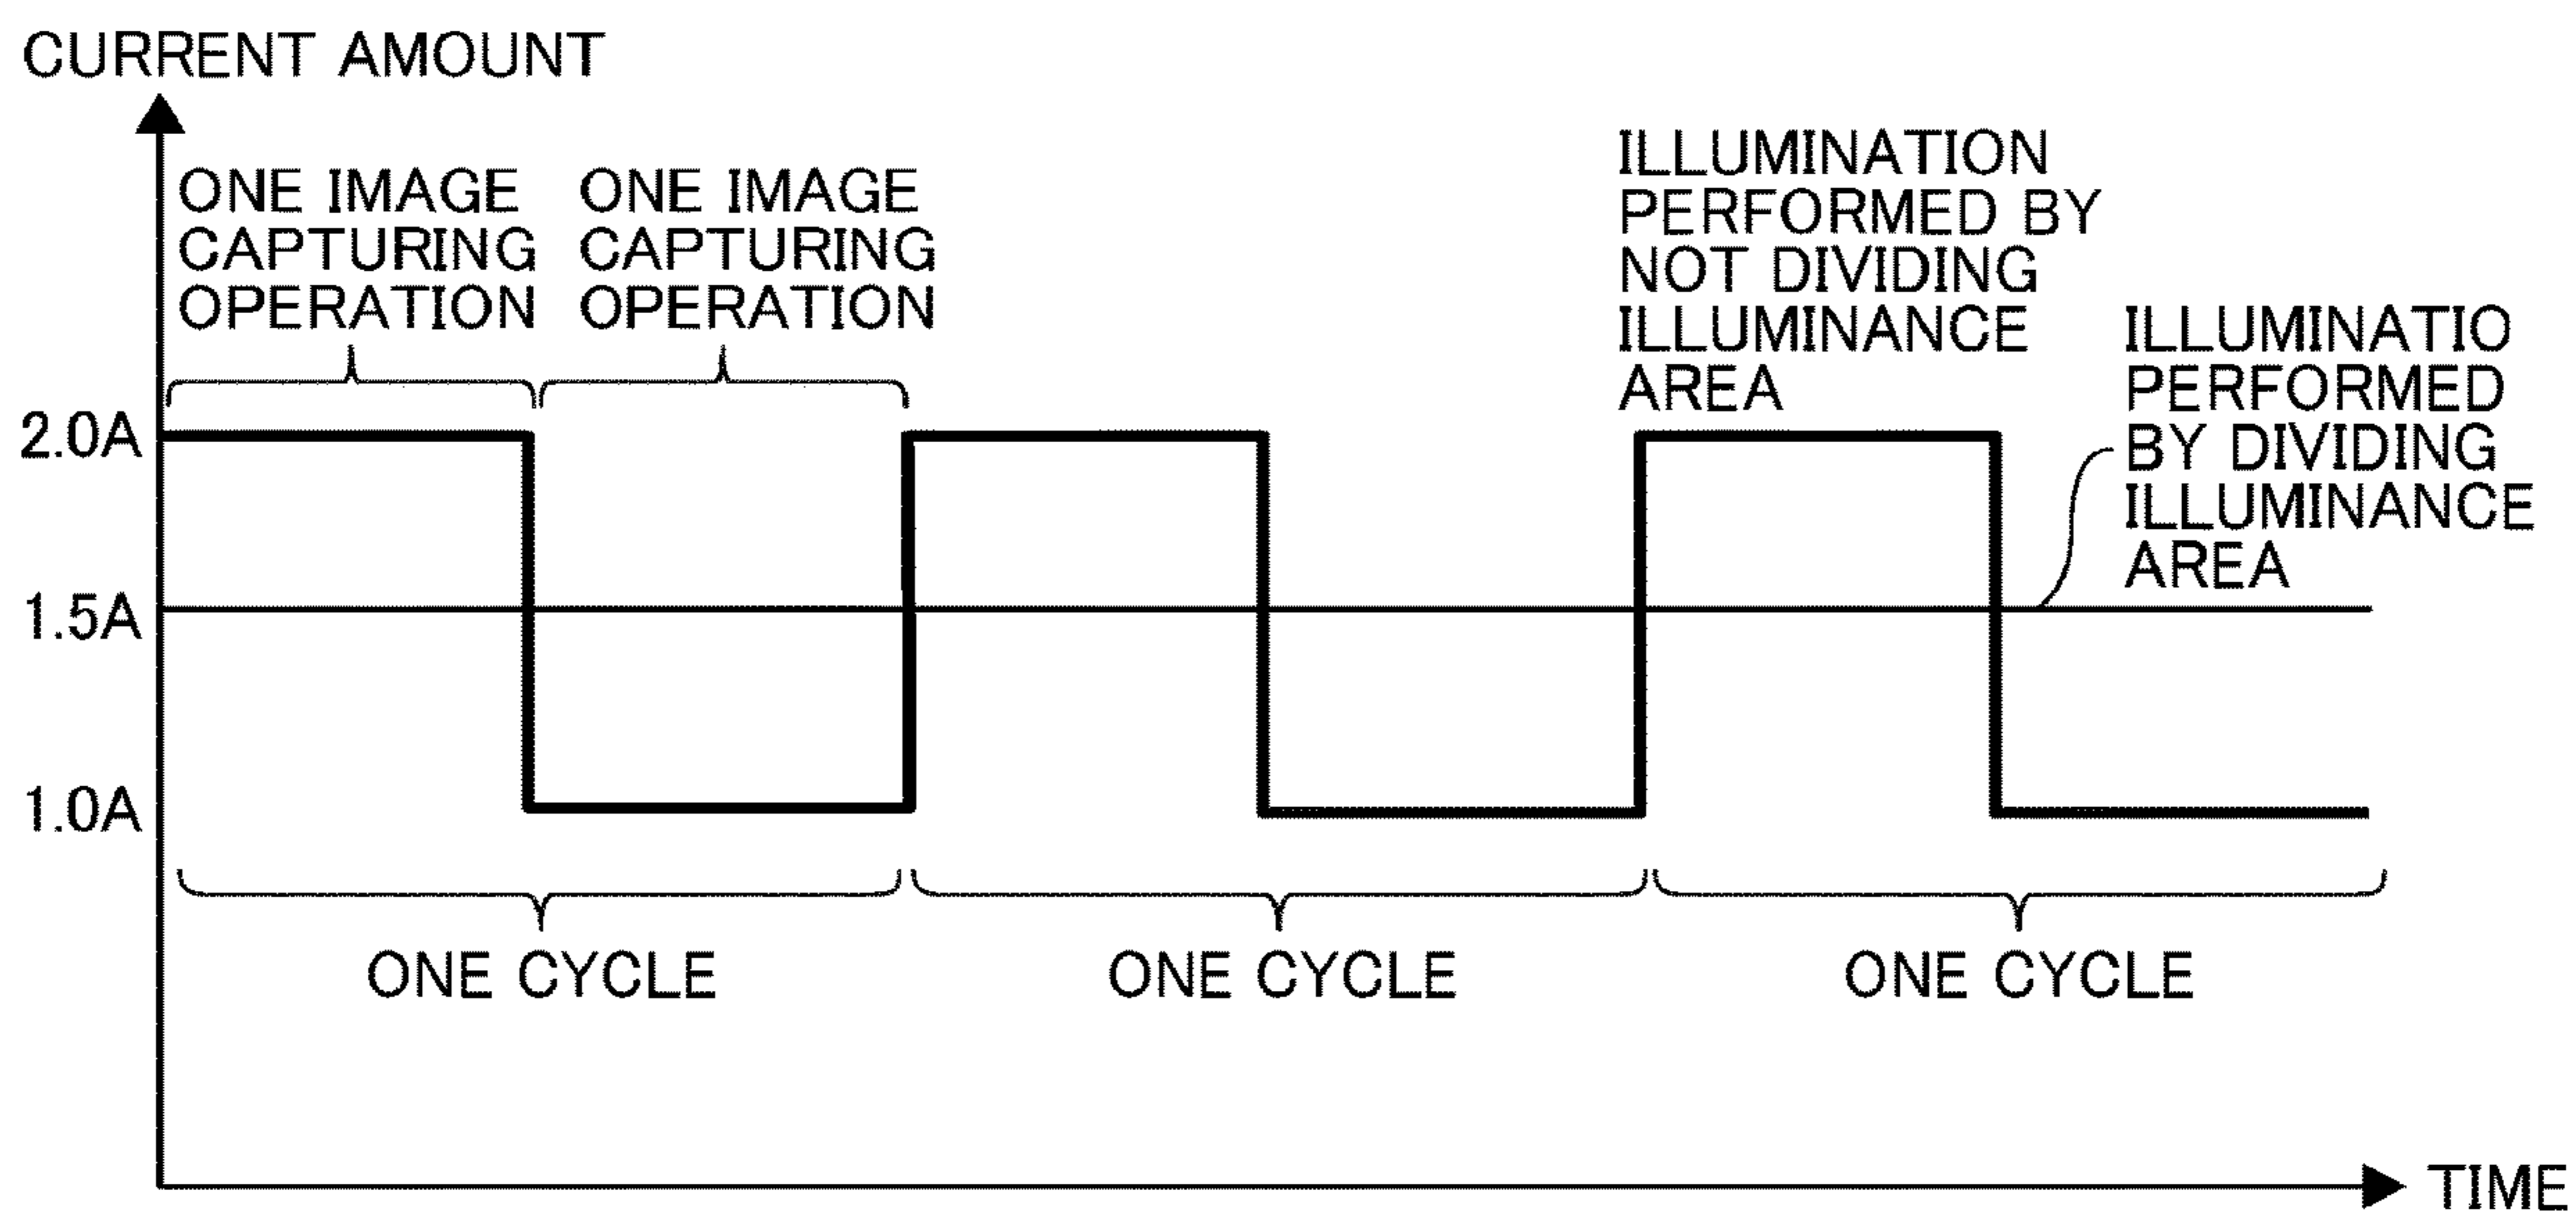 CURRENT AMOUNT
ONE IMAGE
CAPTURING
OPERATION
ONE IMAGE
CAPTURING
OPERATION
ILLUMINATION
PERFORMED BY
NOT DIVIDING
ILLUMINANCE
AREA
ILLUMINATIO
PERFORMED
BY DIVIDING
ILLUMINANCE
AREA
2.0A
1.5A
1.0A
ONE CYCLE
ONE CYCLE
ONE CYCLE
TIME